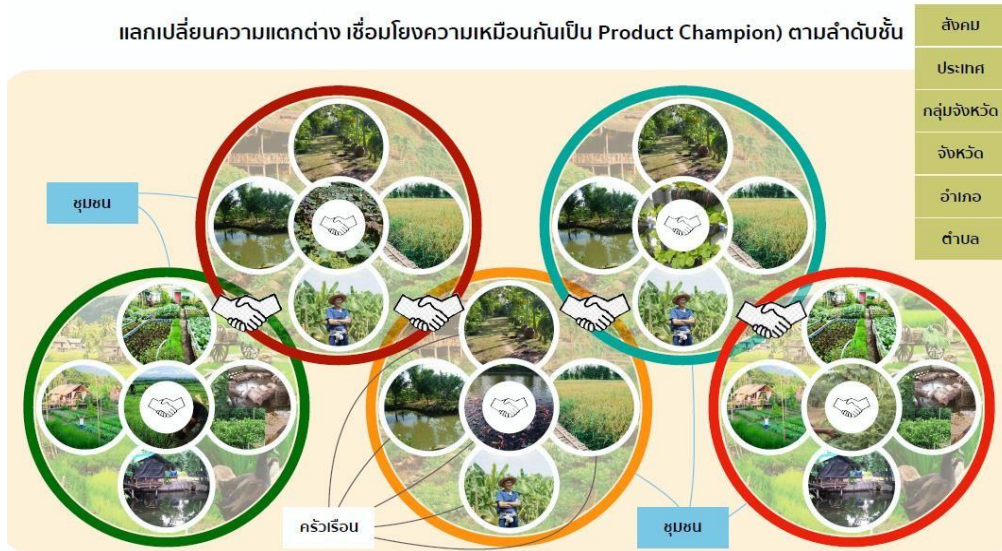 แลกเปลี่ยนความแตกต่าง เชื่อมโยงความเหมือนกันเป็น Product Champion) ตามลำดับชั้น
สังคม
ประเทศ
กลุ่มจังหวัด
จังหวัด
อำเภอ
ตำบล
ชุมชน
ครัวเรือน
ชุมชน